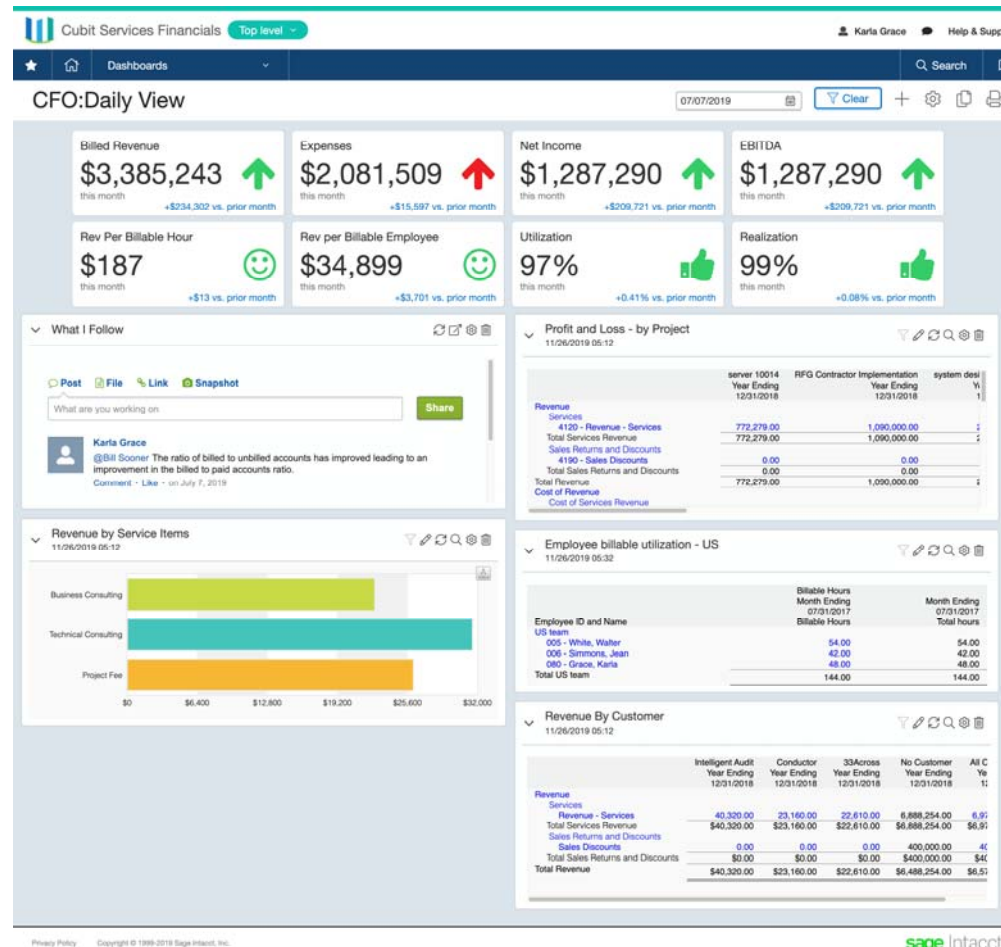 Cubit Services Financials Top level
Karla Grace Help & Supp
Dashboards
Search
CFO:Daily View
07/07/2019
Clear
Billed Revenue
$3,385,243
this month
+$234,302 vs. prior month
Expenses
$2,081,509
this month
+$15,597 vs. prior month
Net Income
$1,287,290
this month
+$209,721 vs. prior month
EBITDA
$1,287,290
this month
+$209,721 vs. prior month
Rev Per Billable Hour
$187
this month
+$13 vs. prior month
Rev per Billable Employee
$34,899
this month
+$3,701 vs. prior month
Utilization
97%
this month
+0.41% vs. prior month
Realization
99%
this month
+0.08% vs. prior month
What I Follow
Post File Link Snapshot
What are you working on
Share
Karla Grace
@Bill Sooner The ratio of billed to unbilled accounts has improved leading to an
improvement in the billed to paid accounts ratio.
Comment - Like - on July 7, 2019
Revenue by Service Items
11/26/2019 05:12
Business Consulting
Technical Consulting
Project Fee
$0 $6,400 $12,800 $19,200 $25,600 $32,000
Profit and Loss - by Project
11/26/2019 05:12
server 10014 RFG Contractor Implementation system desi
Year Ending Year Ending
12/31/2018 12/31/2018
Revenue
Services
4120 - Revenue - Services 772,279.00 1,090,000.00
Total Services Revenue 772,279.00 1,090,000.00
Sales Returns and Discounts
4190 - Sales Discounts 0.00 0.00
Total Sales Returns and Discounts 0.00 0.00
Total Revenue 772,279.00 1,090,000.00
Cost of Revenue
Cost of Services Revenue
Employee billable utilization - US
11/26/2019 05:32
Billable Hours
Month Ending Month Ending
07/31/2017 07/31/2017
Employee ID and Name Billable Hours Total hours
US team
005 - White, Walter 54.00 54.00
006 - Simmons, Jean 42.00 42.00
080 - Grace, Karla 48.00 48.00
Total US team 144.00 144.00
Revenue By Customer
11/26/2019 05:12
Intelligent Audit Conductor 33Across No Customer All C
Year Ending Year Ending Year Ending Year Ending Ye
12/31/2018 12/31/2018 12/31/2018 12/31/2018 12
Revenue
Services
Revenue - Services 40,320.00 23,160.00 22,610.00 6,888,254.00 6,97
Total Services Revenue $40,320.00 $23,160.00 $22,610.00 $6,888,254.00 $6,97
Sales Returns and Discounts
Sales Discounts 0.00 0.00 0.00 400,000.00 40
Total Sales Returns and Discounts $0.00 $0.00 $0.00 $400,000.00 $40
Total Revenue $40,320.00 $23,160.00 $22,610.00 $6,488,254.00 $6,57
Privacy Policy Copyright © 1999-2019 Sage Intacct, Inc.
sage Intacct